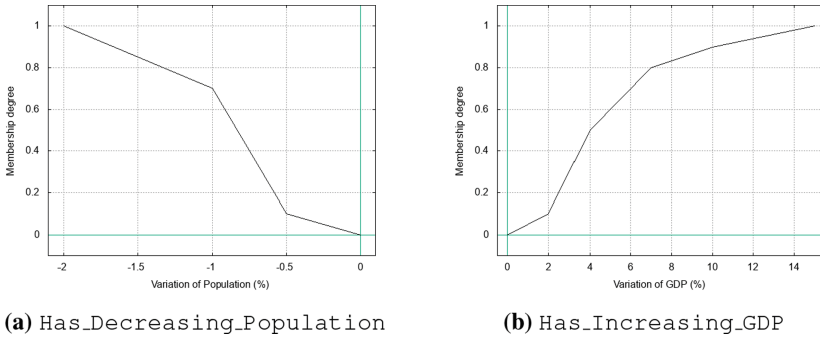 Membership degree
1
0.8
0.6
0.4
0.2
0
-2 -1.5 -1 -0.5 0
Variation of Population (%)
(a) Has_Decreasing_Population
Membership degree
1
0.8
0.6
0.4
0.2
0
0 2 4 6 8 10 12 14
Variation of GDP (%)
(b) Has_Increasing_GDP